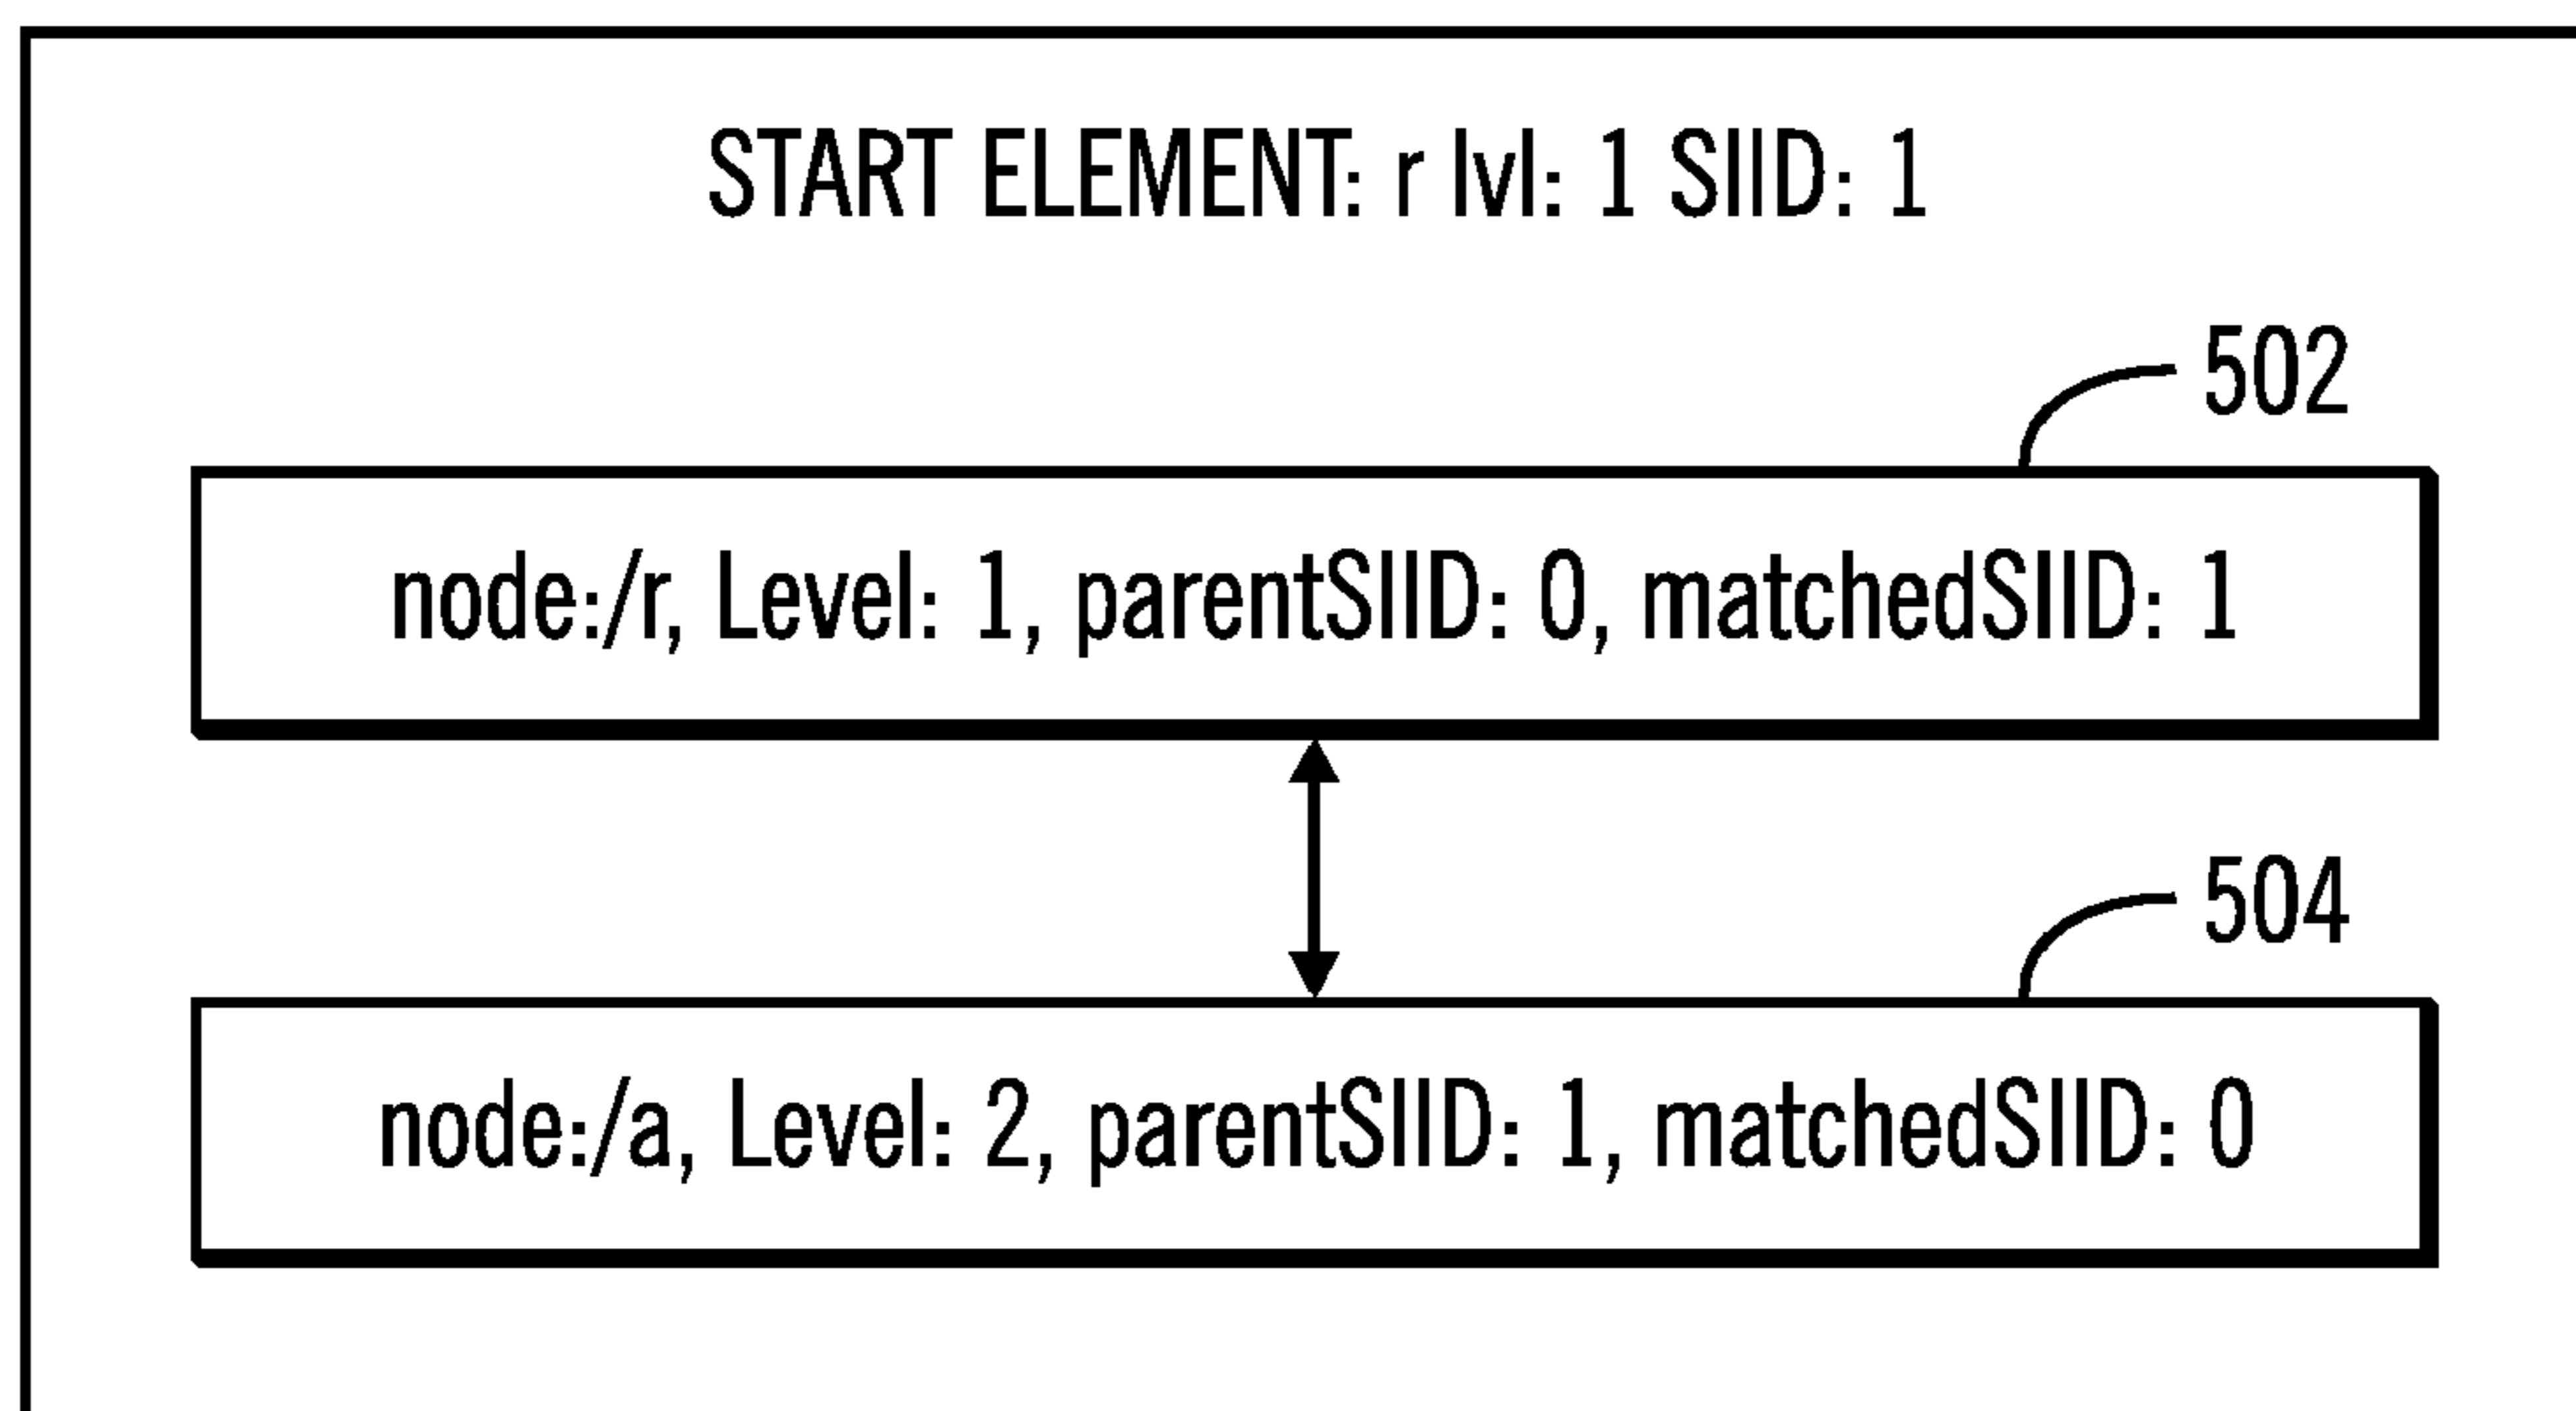 START ELEMENT: r lvl: 1 SIID: 1
502
node:/r, Level: 1, parentSIID: 0, matchedSIID: 1
504
node:/a, Level: 2, parentSIID: 1, matchedSIID: 0